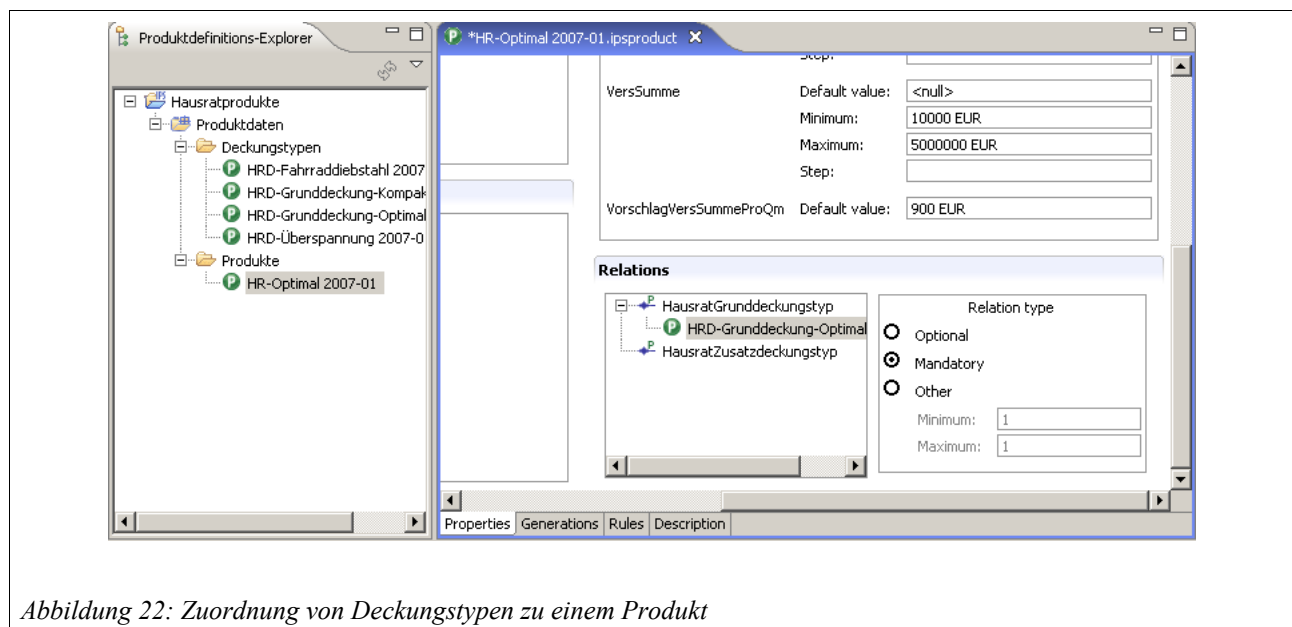 Produktdefinitions-Explorer
Hausratprodukte
Produktdaten
Deckungstypen
HRD-Fahrraddiebstahl 2007
HRD-Grunddeckung-Kompak
HRD-Grunddeckung-Optimal
HRD-Überspannung 2007-0
Produkte
HR-Optimal 2007-01
*HR-Optimal 2007-01.ipsproduct
Step:
VersSumme Default value: <null>
Minimum: 10000 EUR
Maximum: 5000000 EUR
Step:
VorschlagVersSummeProQm Default value: 900 EUR
Relations
HausratGrunddeckungstyp
HRD-Grunddeckung-Optimal
HausratZusatzdeckungstyp
Relation type
Optional
Mandatory
Other
Minimum: 1
Maximum: 1
Properties Generations Rules Description
Abbildung 22: Zuordnung von Deckungstypen zu einem Produkt